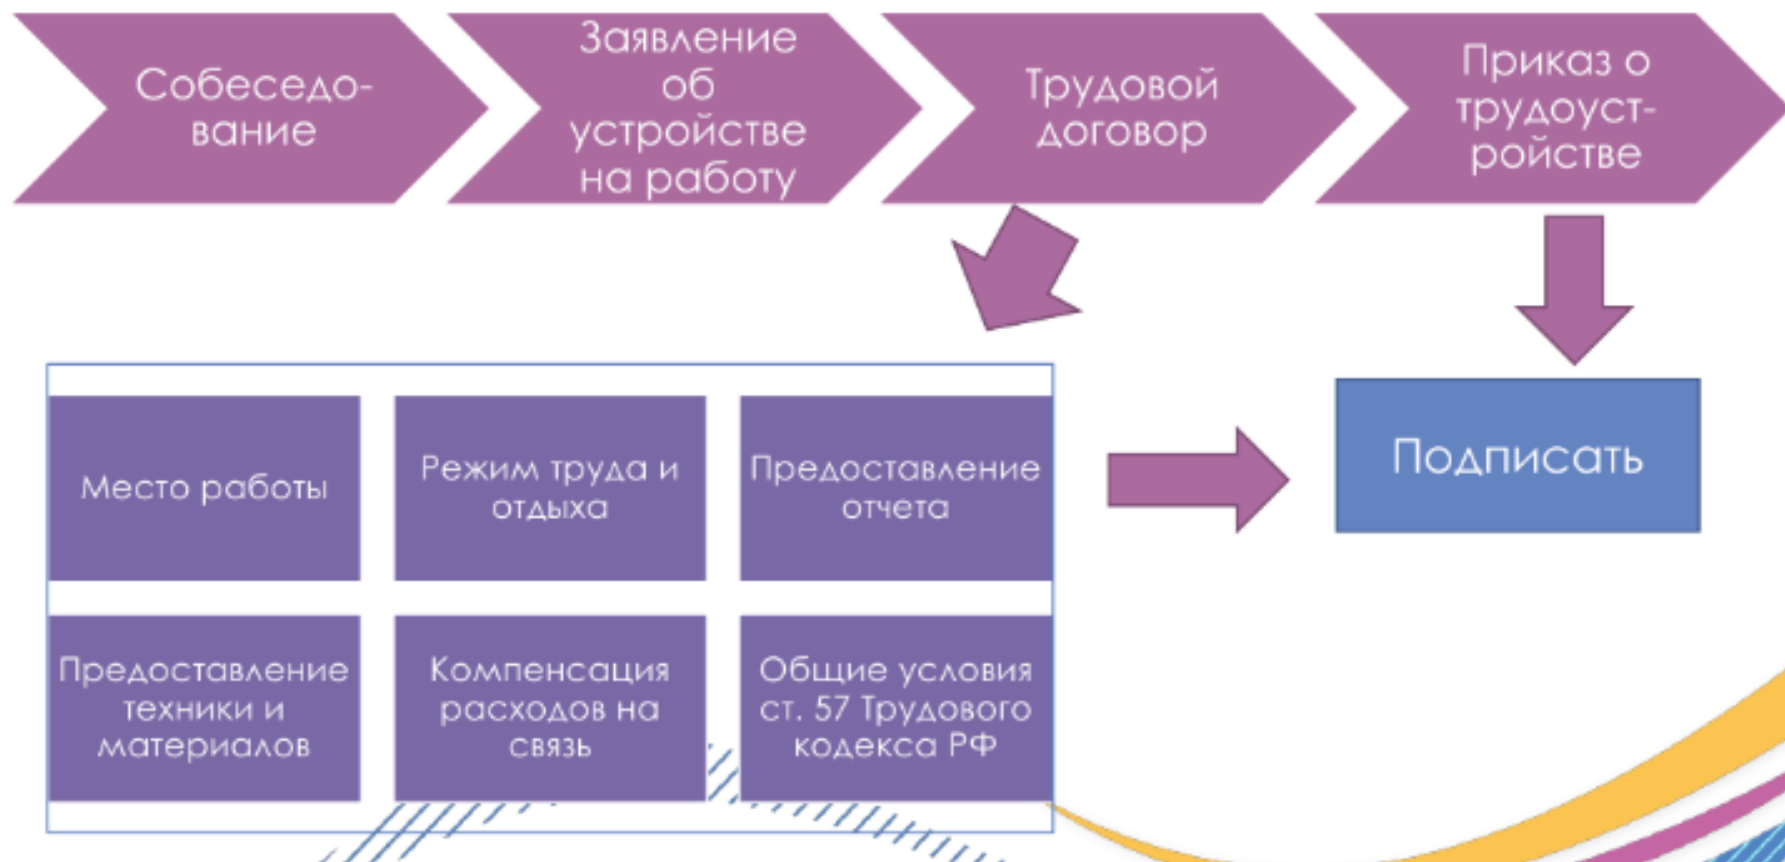 Собеседо-
вание
Заявление
об
устройстве
на работу
Трудовой
договор
Приказ о
трудоуст-
ройстве
Место работы
Режим труда и
отдыха
Предоставление
отчета
Подписать
Предоставление
техники и
материалов
Компенсация
расходов на
связь
Общие условия
ст. 57 Трудового
кодекса РФ